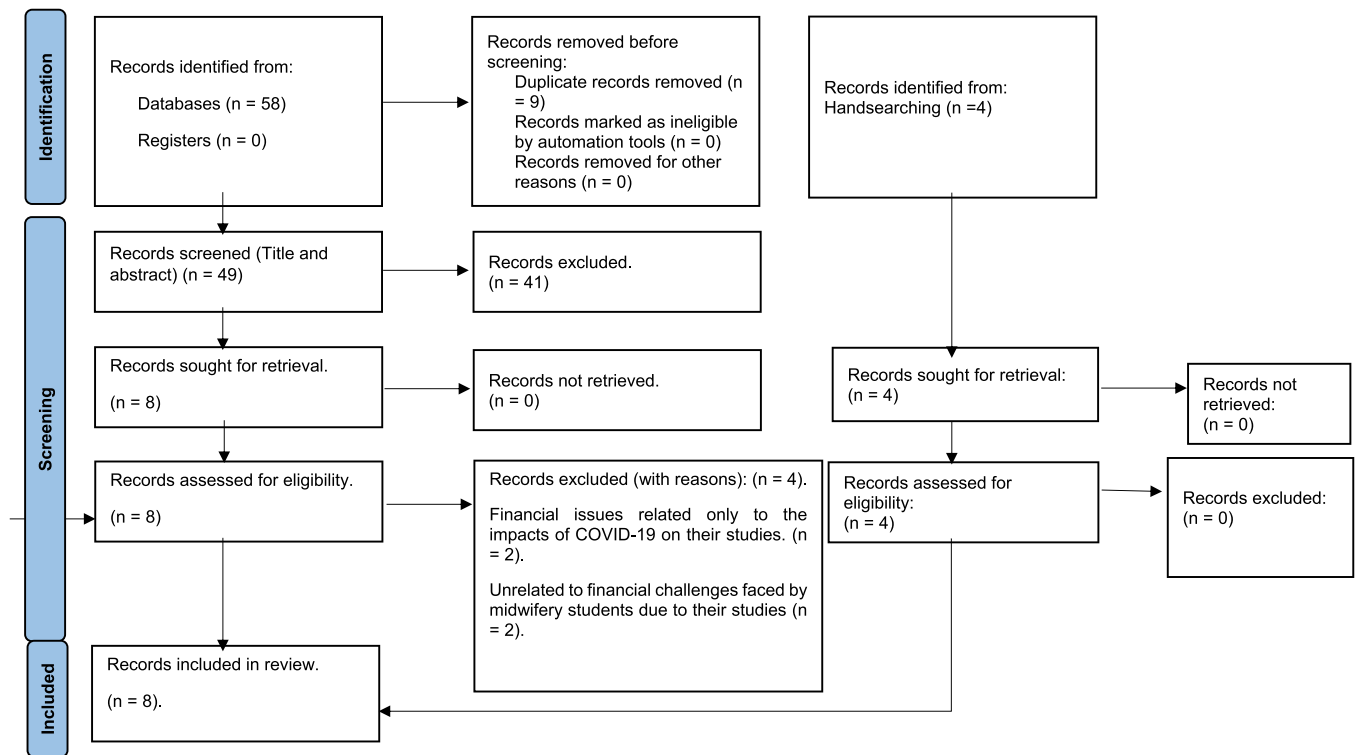 Identification
Records identified from:
Databases (n = 58)
Registers (n = 0)
Records removed before
screening:
Duplicate records removed (n
= 9)
Records marked as ineligible
by automation tools (n = 0)
Records removed for other
reasons (n = 0)
Records identified from:
Handsearching (n =4)
Screening
Records screened (Title and
abstract) (n = 49)
Records excluded.
(n = 41)
Records sought for retrieval.
(n = 8)
Records not retrieved.
(n = 0)
Records sought for retrieval:
(n = 4)
Records not
retrieved:
(n = 0)
Records assessed for eligibility.
(n = 8)
Records excluded (with reasons): (n = 4).
Financial issues related only to the
impacts of COVID-19 on their studies. (n
= 2).
Unrelated to financial challenges faced by
midwifery students due to their studies (n
= 2).
Records assessed for
eligibility:
(n = 4)
Records excluded:
(n = 0)
Included
Records included in review.
(n = 8).